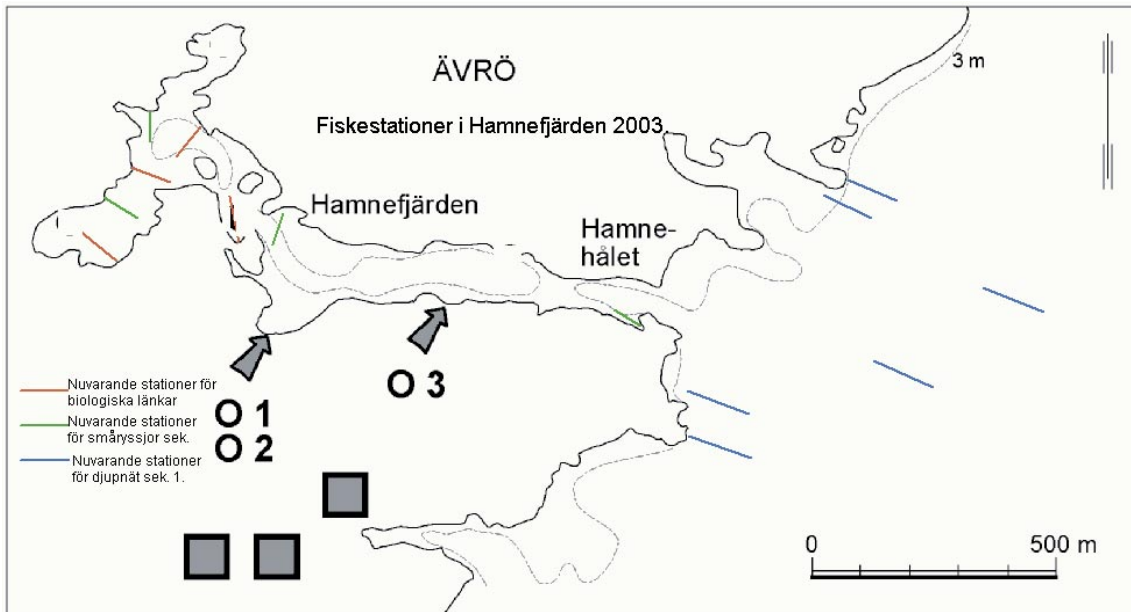 ÄVRÖ
3 m
Fiskestationer i Hamnefjärden 2003
Hamnefjärden
Hamne-
hålet
O 3
O 1
O 2
Nuvarande stationer för
biologiska länkar
Nuvarande stationer
för småryssjor sek.
Nuvarande stationer
för djupnät sek. 1.
0
500 m